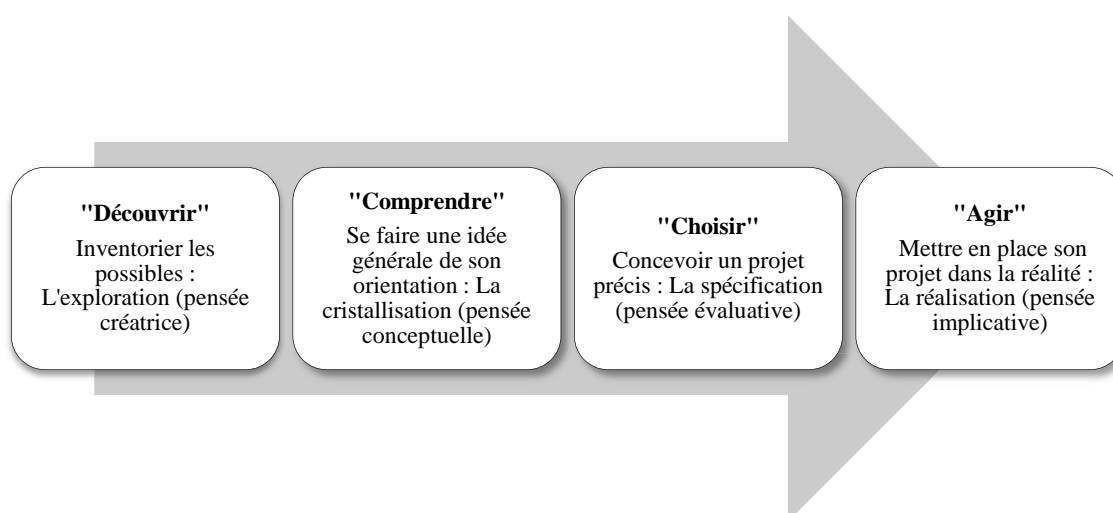 "Découvrir"
Inventorier les
possibles :
L'exploration (pensée
créatrice)
"Comprendre"
Se faire une idée
générale de son
orientation : La
cristallisation (pensée
conceptuelle)
"Choisir"
Concevoir un projet
précis : La spécification
(pensée évaluative)
"Agir"
Mettre en place son
projet dans la réalité :
La réalisation (pensée
implicative)